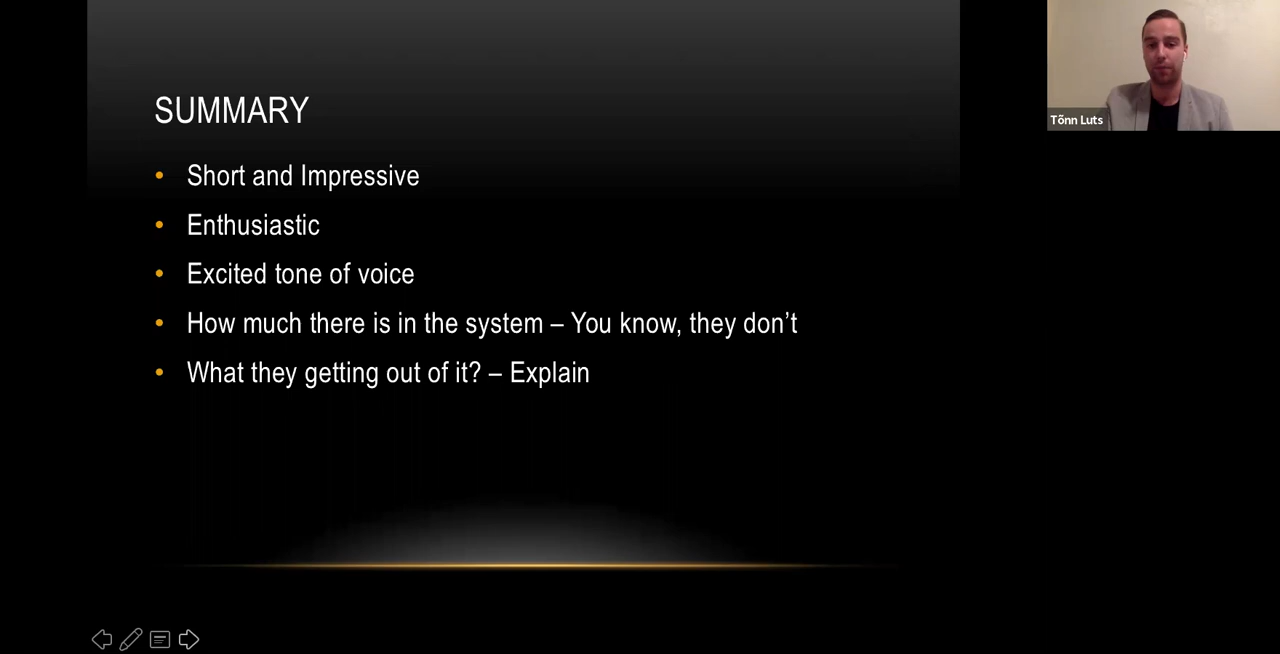 SUMMARY
• Short and Impressive
• Enthusiastic
• Excited tone of voice
• How much there is in the system – You know, they don’t
• What they getting out of it? – Explain
Tõnn Luts